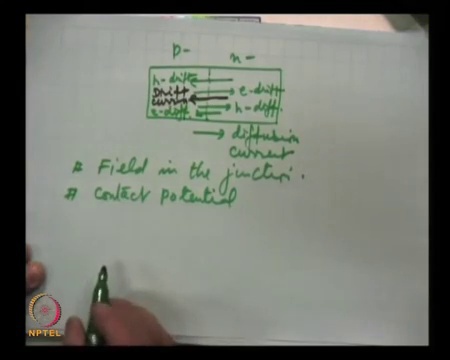 p- n-
h-drift
Drift e-drift
current h-diff.
e-diff.
diffusion
current
# Field in the junction.
# Contact potential
NPTEL